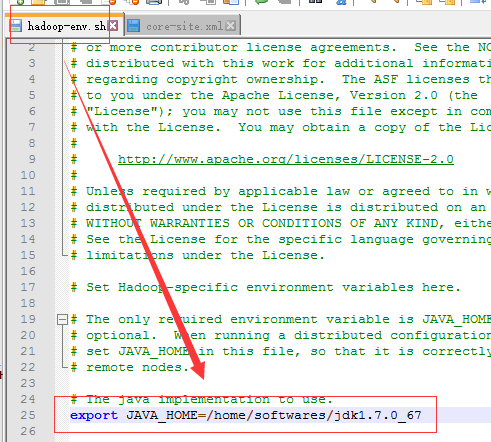 hadoop-env.sh core-site.xml
2 # or more contributor license agreements. See the NO
3 # distributed with this work for additional informati
4 # regarding copyright ownership. The ASF licenses th
5 # to you under the Apache License, Version 2.0 (the
6 # "License"); you may not use this file except in com
7 # with the License. You may obtain a copy of the Lic
8 #
9 # http://www.apache.org/licenses/LICENSE-2.0
10 #
11 # Unless required by applicable law or agreed to in w
12 # distributed under the License is distributed on an
13 # WITHOUT WARRANTIES OR CONDITIONS OF ANY KIND, eithe
14 # See the License for the specific language governing
15 # limitations under the License.
16
17 # Set Hadoop-specific environment variables here.
18
19 # The only required environment variable is JAVA_HOME
20 # optional. When running a distributed configuration
21 # set JAVA_HOME in this file, so that it is correctly
22 # remote nodes.
23
24 # The java implementation to use.
25 export JAVA_HOME=/home/softwares/jdk1.7.0_67
26